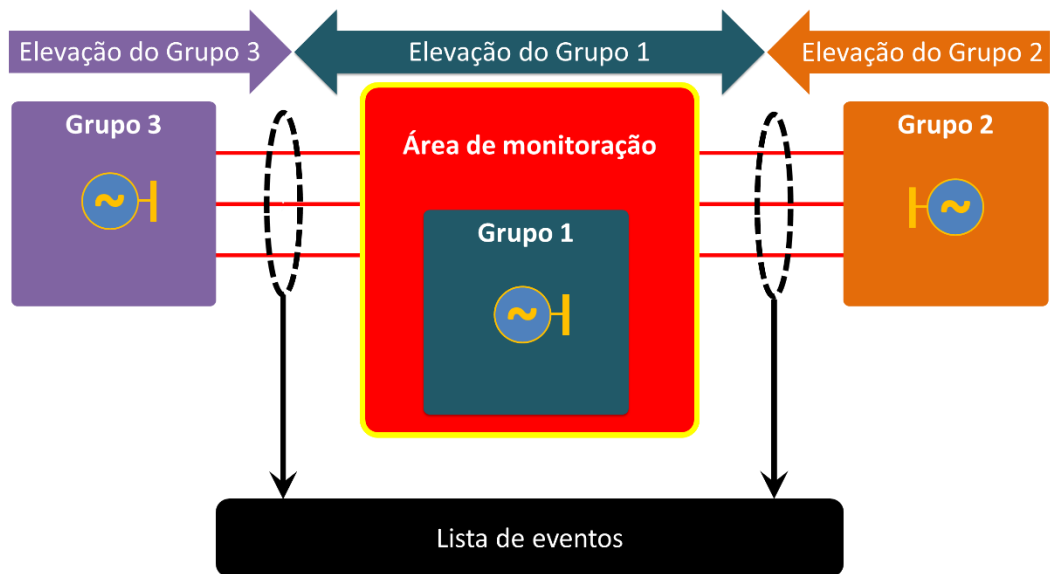 Elevação do Grupo 3
Elevação do Grupo 1
Elevação do Grupo 2
Grupo 3
Área de monitoração
Grupo 2
Grupo 1
Lista de eventos